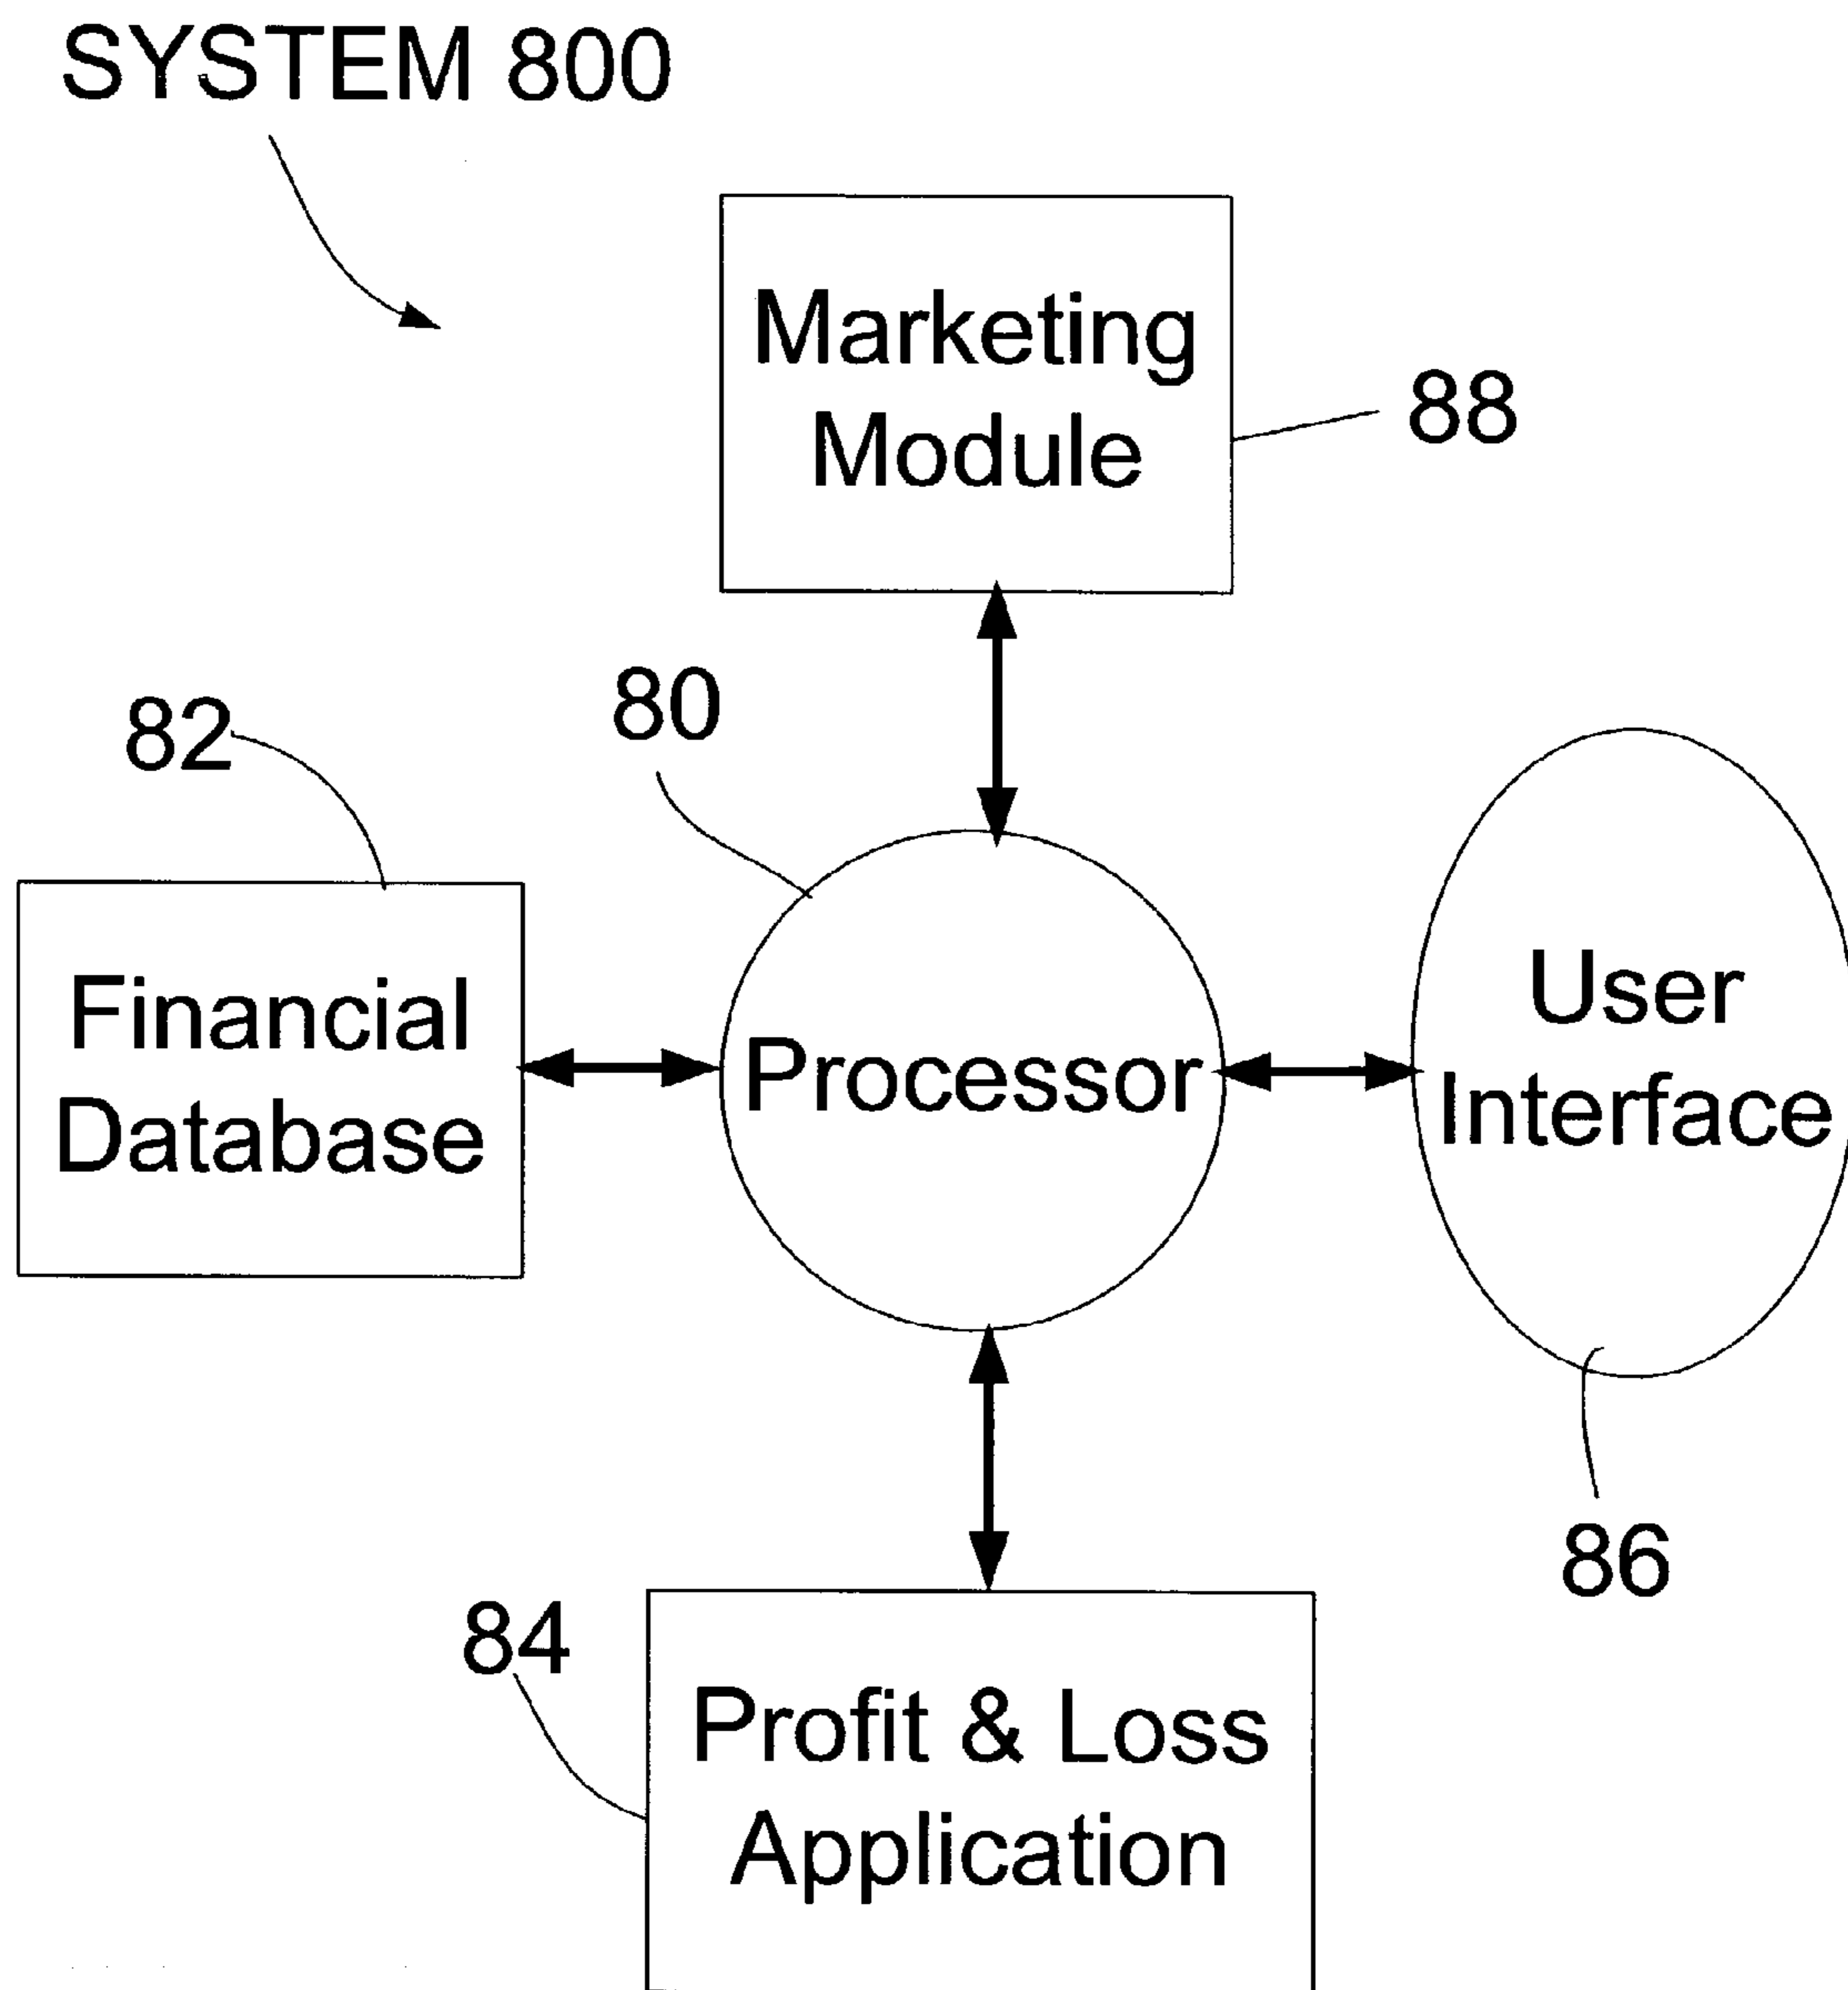 SYSTEM 800
Marketing
Module
88
80
82
Financial
Database
Processor
User
Interface
86
84
Profit & Loss
Application